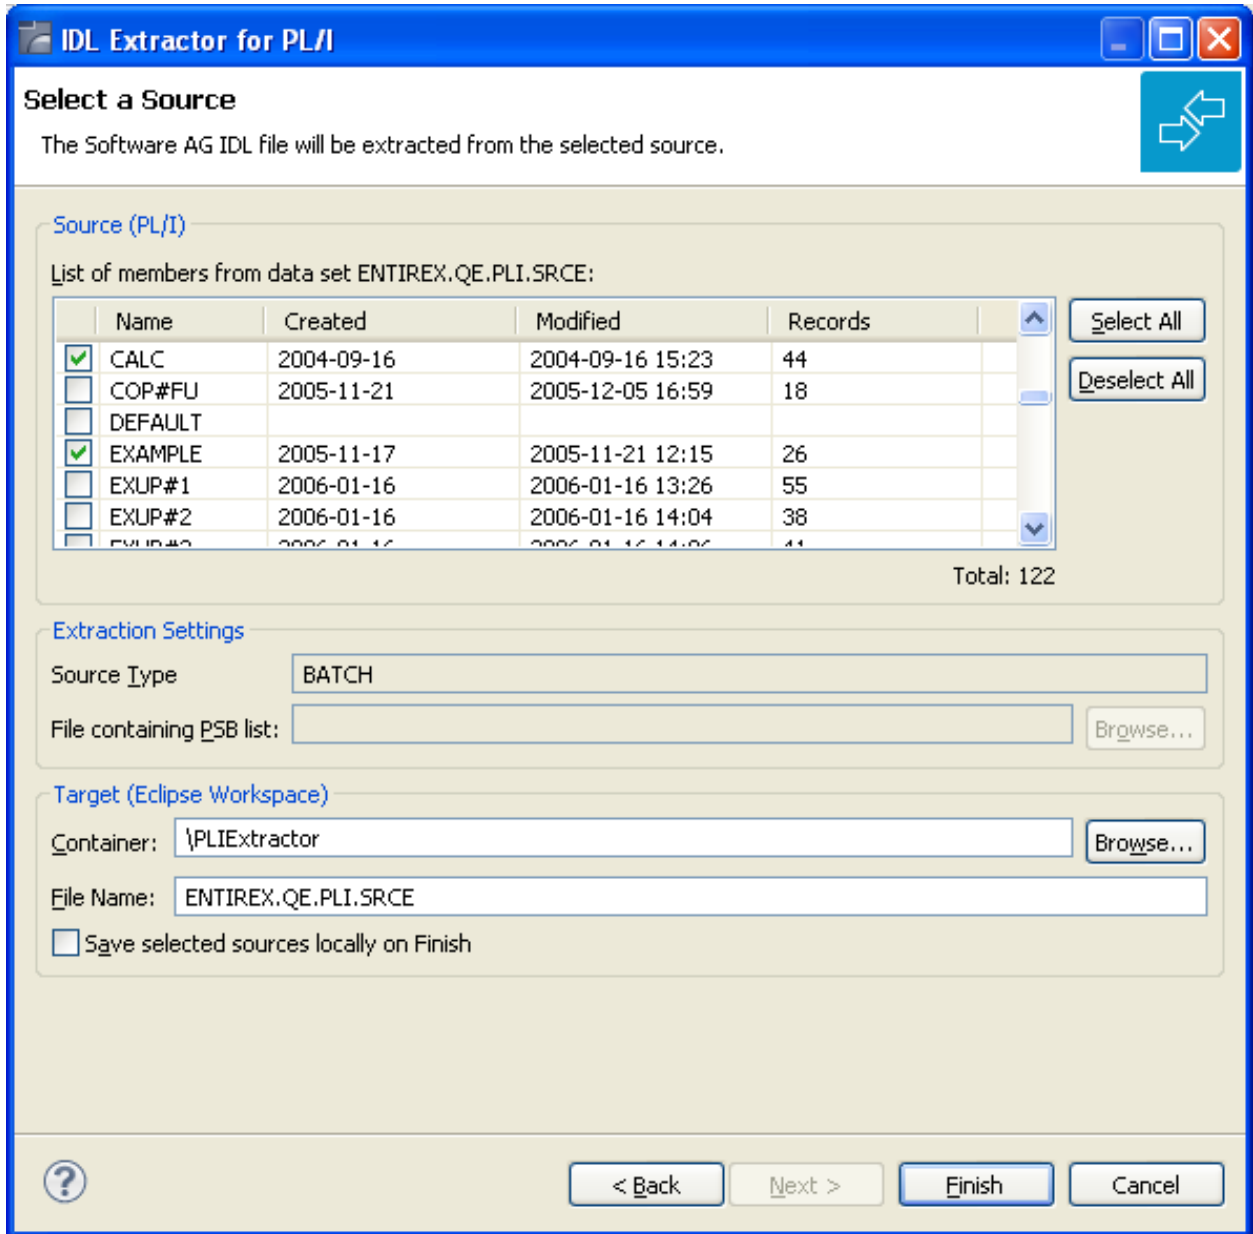 IDL Extractor for PL/I
Select a Source
The Software AG IDL file will be extracted from the selected source.
Source (PL/I)
List of members from data set ENTIREX.QE.PLI.SRCE:
Name Created Modified Records
CALC 2004-09-16 2004-09-16 15:23 44
COP#FU 2005-11-21 2005-12-05 16:59 18
DEFAULT
EXAMPLE 2005-11-17 2005-11-21 12:15 26
EXUP#1 2006-01-16 2006-01-16 13:26 55
EXUP#2 2006-01-16 2006-01-16 14:04 38
Select All
Deselect All
Total: 122
Extraction Settings
Source Type BATCH
File containing PSB list: Browse...
Target (Eclipse Workspace)
Container: \PLIExtractor Browse...
File Name: ENTIREX.QE.PLI.SRCE
Save selected sources locally on Finish
? < Back Next > Finish Cancel